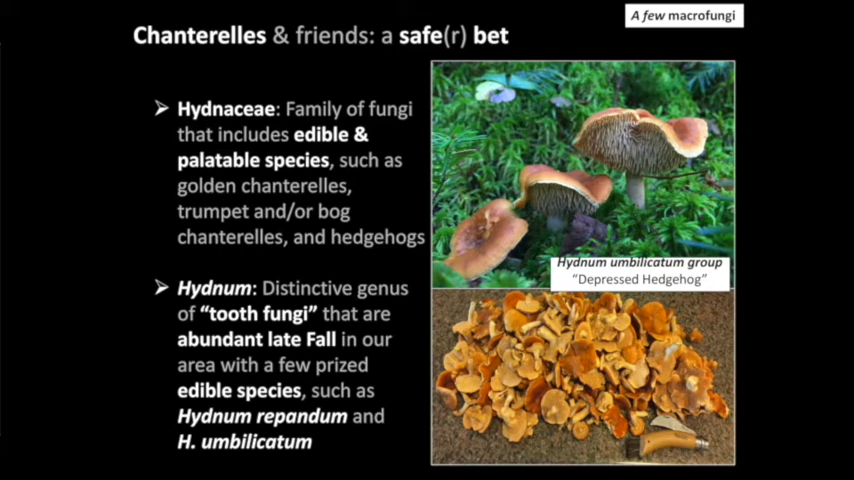 A few macrofungi
Chanterelles & friends: a safe(r) bet
➢ Hydnaceae: Family of fungi
that includes edible &
palatable species, such as
golden chanterelles,
trumpet and/or bog
chanterelles, and hedgehogs
➢ Hydnum: Distinctive genus
of “tooth fungi” that are
abundant late Fall in our
area with a few prized
edible species, such as
Hydnum repandum and
H. umbilicatum
Hydnum umbilicatum group
“Depressed Hedgehog”